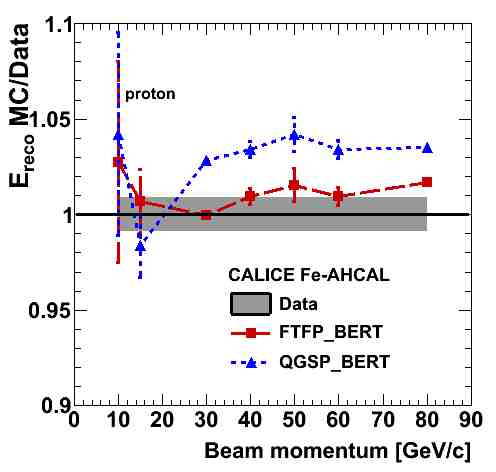 E_reco MC/Data
1.1
1.05
1
0.95
0.9
proton
CALICE Fe-AHCAL
Data
FTFP_BERT
QGSP_BERT
0 10 20 30 40 50 60 70 80 90
Beam momentum [GeV/c]